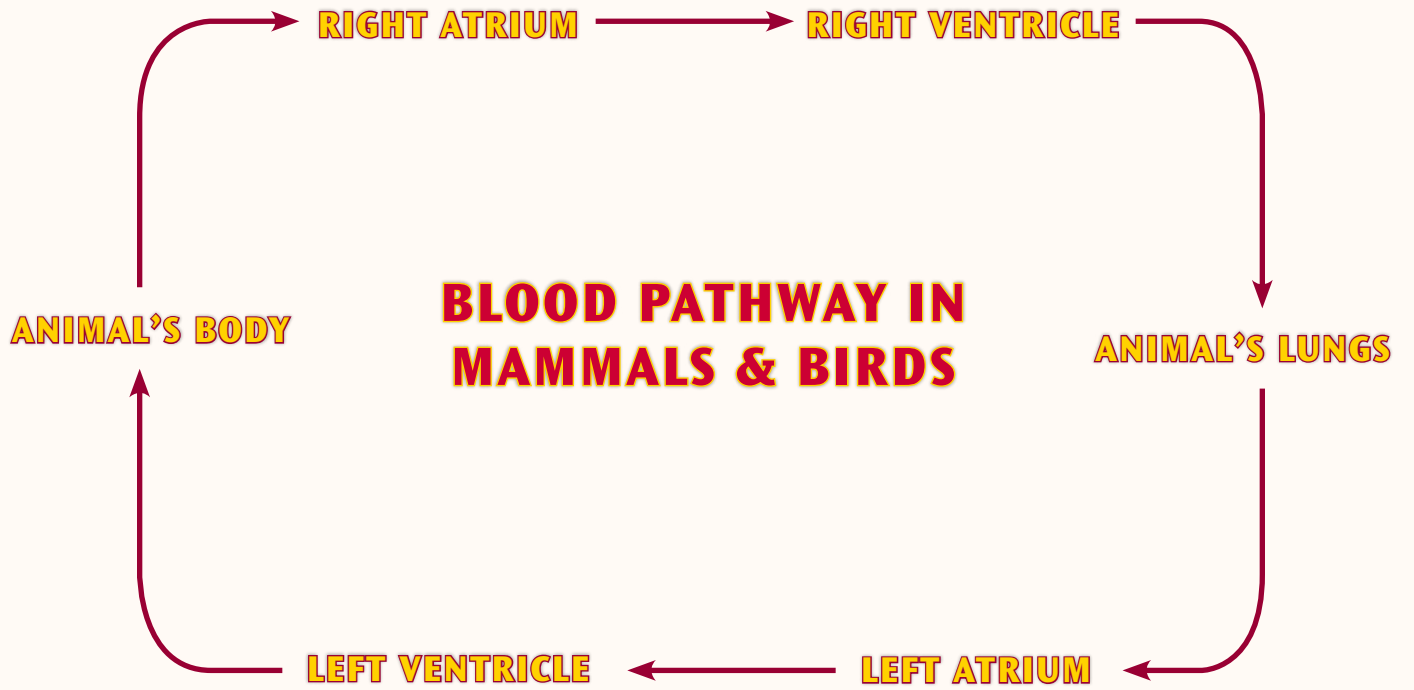 RIGHT ATRIUM
RIGHT VENTRICLE
BLOOD PATHWAY IN
MAMMALS & BIRDS
ANIMAL’S BODY
ANIMAL’S LUNGS
LEFT VENTRICLE
LEFT ATRIUM